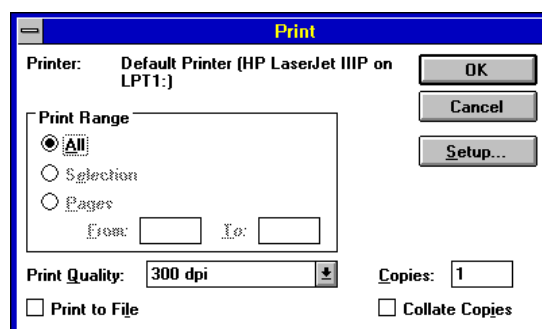 Print
Printer: Default Printer (HP LaserJet IIIP on
LPT1:)
OK
Cancel
Setup...
Print Range
All
Selection
Pages
From: To:
Print Quality: 300 dpi
Copies: 1
Print to File
Collate Copies